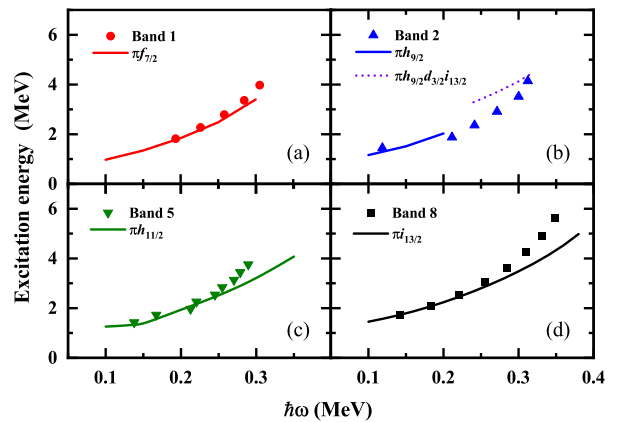 Excitation energy (MeV)
6
4
2
0
Band 1
πf7/2
(a)
Band 2
πh9/2
πh9/2d3/2i13/2
(b)
6
4
2
0
Band 5
πh11/2
(c)
Band 8
πi13/2
(d)
0.1 0.2 0.3 0.1 0.2 0.3 0.4
ħω (MeV)